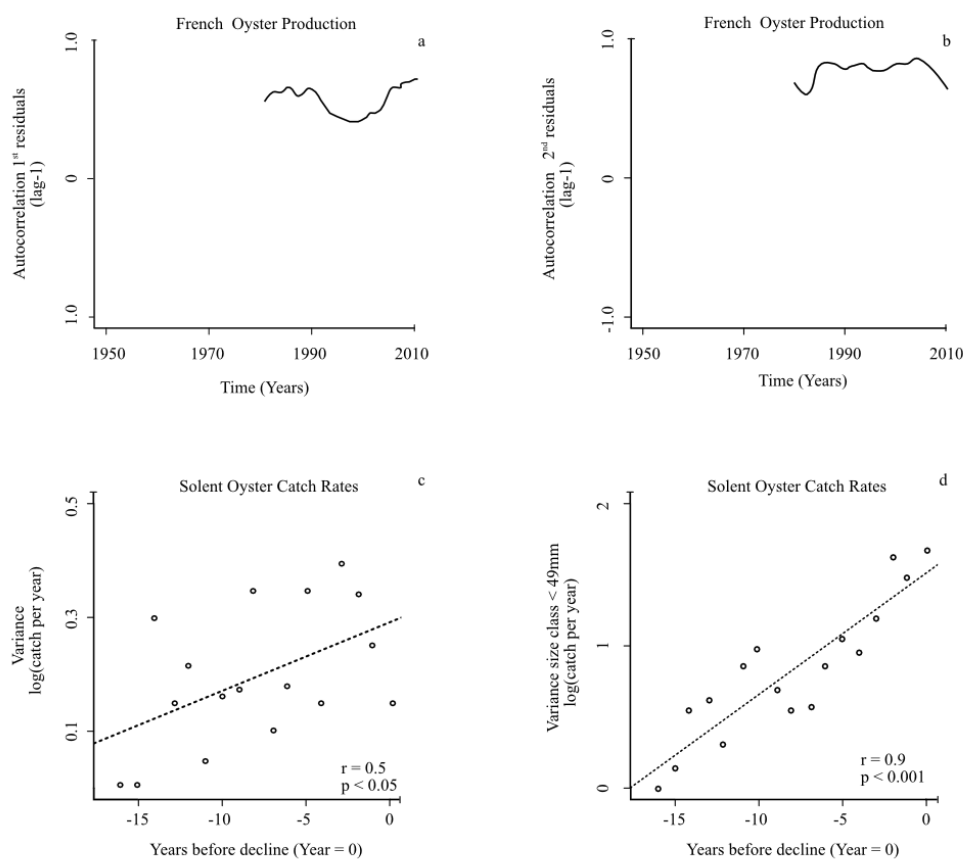 French Oyster Production
a
1.0
0
1.0
Autocorrelation 1st residuals
(lag-1)
1950 1970 1990 2010
Time (Years)
French Oyster Production
b
1.0
0
-1.0
Autocorrelation 2nd residuals
(lag-1)
1950 1970 1990 2010
Time (Years)
Solent Oyster Catch Rates
c
0.5
0.3
0.1
Variance
log(catch per year)
r = 0.5
p < 0.05
-15 -10 -5 0
Years before decline (Year = 0)
Solent Oyster Catch Rates
d
2
1
0
Variance size class < 49mm
log(catch per year)
r = 0.9
p < 0.001
-15 -10 -5 0
Years before decline (Year = 0)